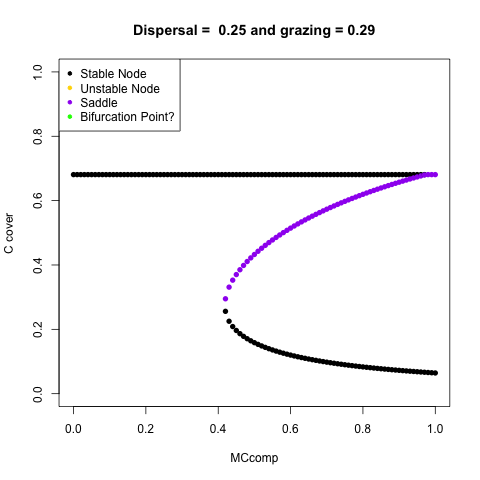 Dispersal =  0.25 and grazing = 0.29
Stable Node
Unstable Node
Saddle
Bifurcation Point?
C cover
1.0
0.8
0.6
0.4
0.2
0.0
0.0 0.2 0.4 0.6 0.8 1.0
MCcomp